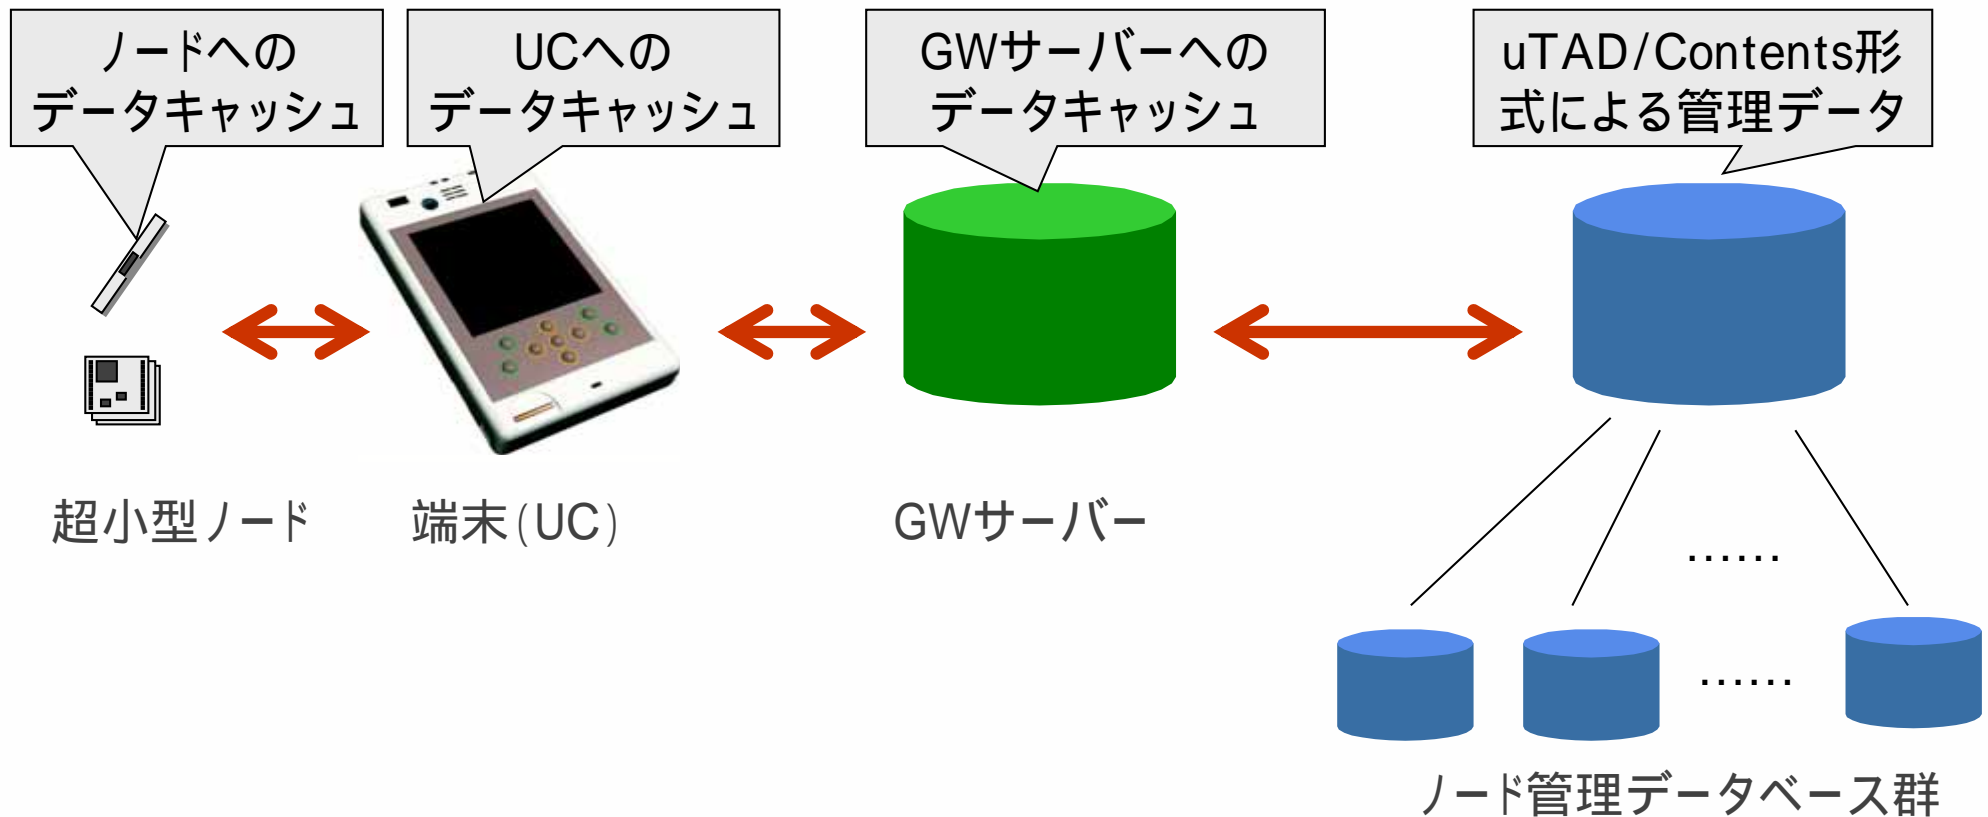 ノードへの
データキャッシュ
UCへの
データキャッシュ
GWサーバーへの
データキャッシュ
uTAD/Contents形
式による管理データ
超小型ノード
端末(UC)
GWサーバー
......
......
ノード管理データベース群